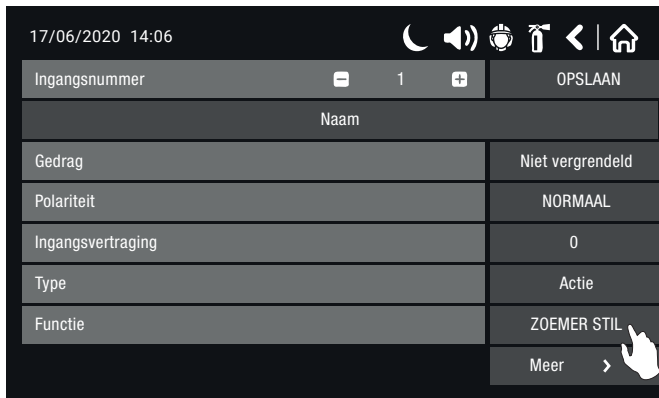 17/06/2020 14:06
Ingangsnummer 1 OPSLAAN
Naam
Gedrag Niet vergrendeld
Polariteit NORMAAL
Ingangsvertraging 0
Type Actie
Functie ZOEMER STIL
Meer